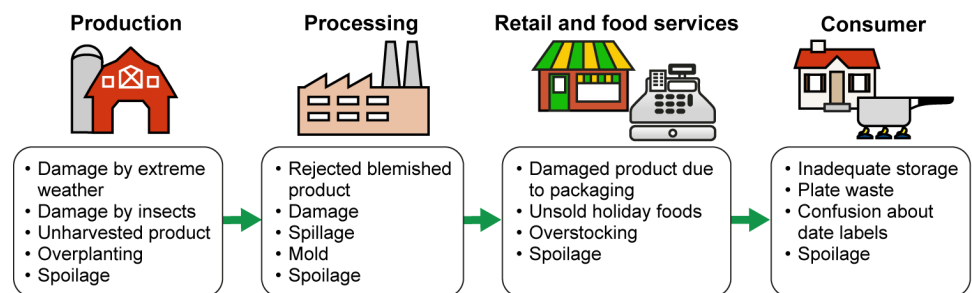 Production
• Damage by extreme
weather
• Damage by insects
• Unharvested product
• Overplanting
• Spoilage
Processing
• Rejected blemished
product
• Damage
• Spillage
• Mold
• Spoilage
Retail and food services
• Damaged product due
to packaging
• Unsold holiday foods
• Overstocking
• Spoilage
Consumer
• Inadequate storage
• Plate waste
• Confusion about
date labels
• Spoilage